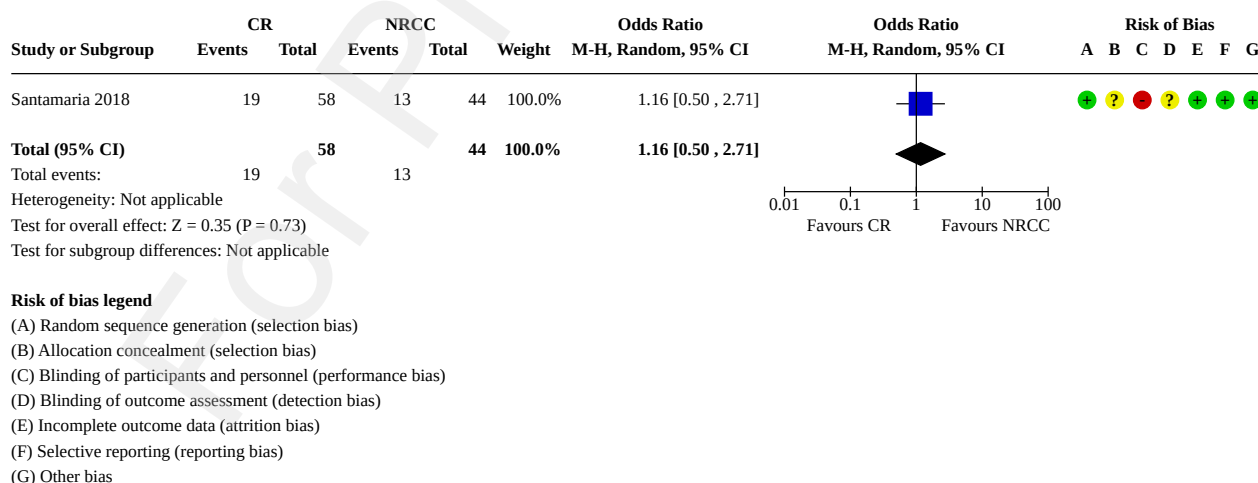 CR NRCC Odds Ratio Odds Ratio Risk of Bias
Study or Subgroup Events Total Events Total Weight M-H, Random, 95% CI M-H, Random, 95% CI A B C D E F G
Santamaria 2018 19 58 13 44 100.0% 1.16 [0.50 , 2.71] + ? - ? + + +
Total (95% CI) 58 44 100.0% 1.16 [0.50 , 2.71]
Total events: 19 13
Heterogeneity: Not applicable
0.01 0.1 1 10 100
Test for overall effect: Z = 0.35 (P = 0.73)
Favours CR Favours NRCC
Test for subgroup differences: Not applicable
Risk of bias legend
(A) Random sequence generation (selection bias)
(B) Allocation concealment (selection bias)
(C) Blinding of participants and personnel (performance bias)
(D) Blinding of outcome assessment (detection bias)
(E) Incomplete outcome data (attrition bias)
(F) Selective reporting (reporting bias)
(G) Other bias
For